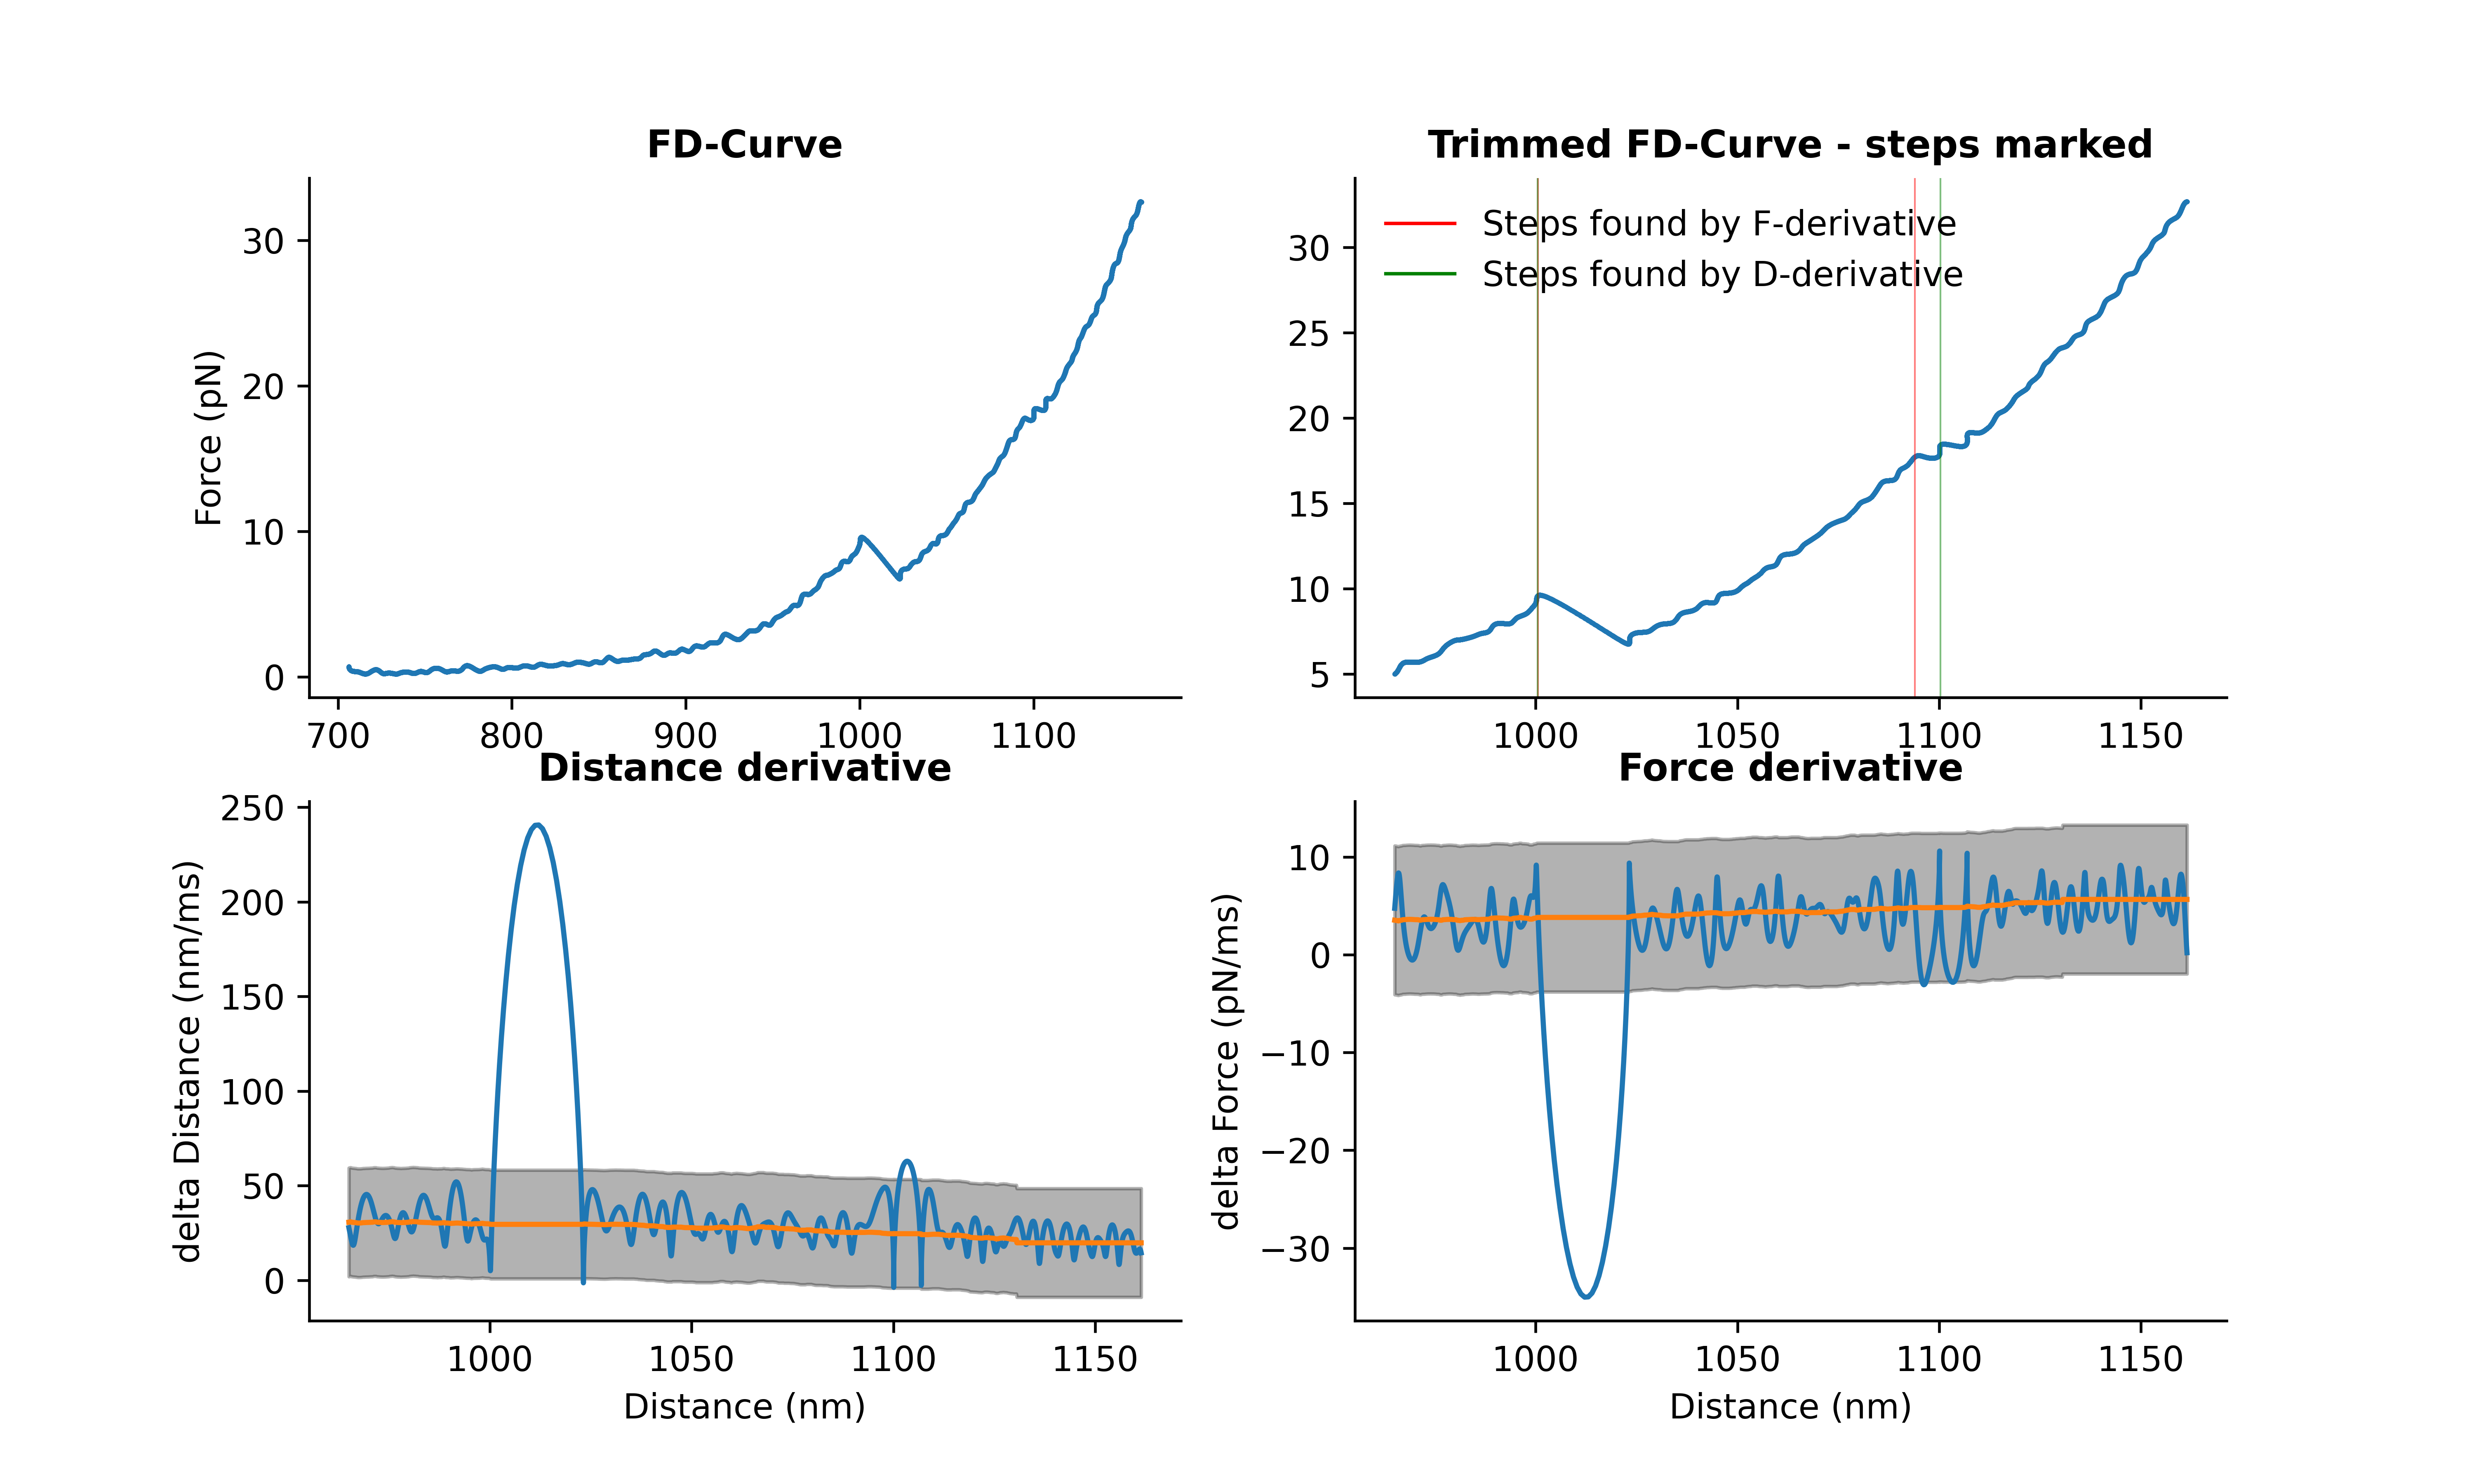 FD-Curve
Force (pN)
30
20
10
0
700 800 900 1000 1100
Trimmed FD-Curve - steps marked
Steps found by F-derivative
Steps found by D-derivative
30
25
20
15
10
5
1000 1050 1100 1150
Distance derivative
delta Distance (nm/ms)
250
200
150
100
50
0
1000 1050 1100 1150
Distance (nm)
Force derivative
delta Force (pN/ms)
10
0
−10
−20
−30
1000 1050 1100 1150
Distance (nm)